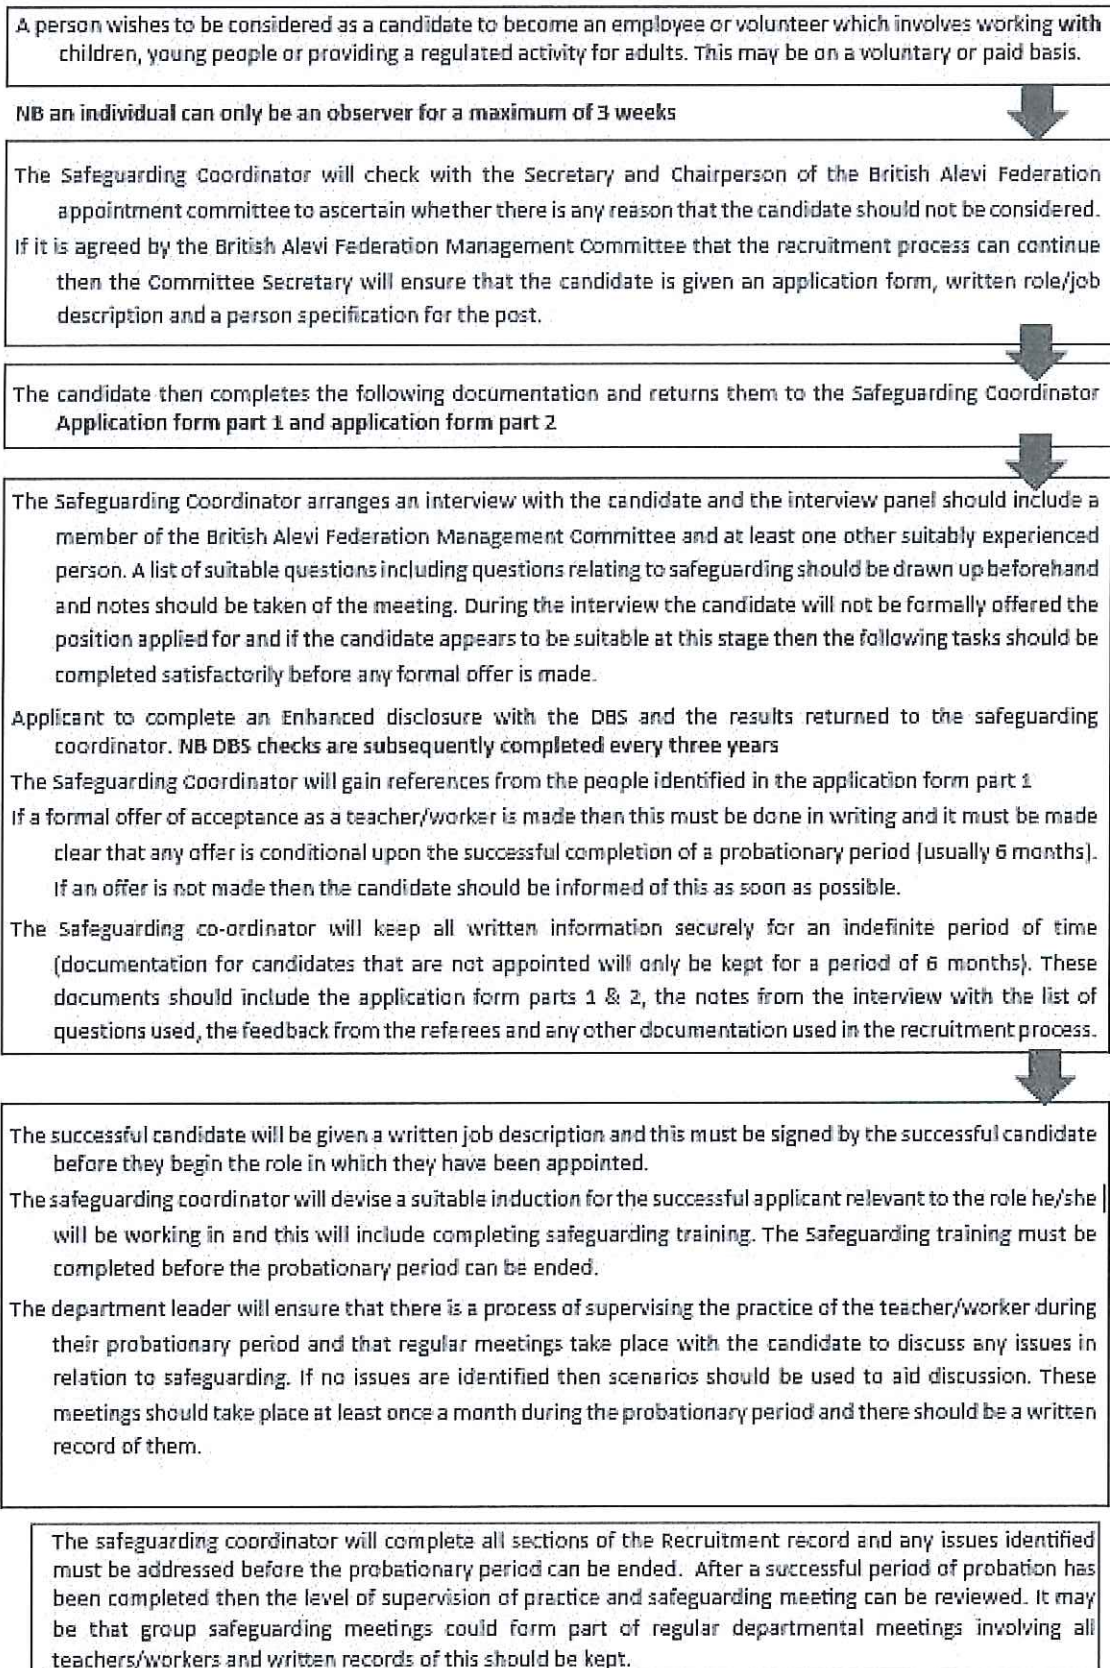 A person wishes to be considered as a candidate to become an employee or volunteer which involves working with
children, young people or providing a regulated activity for adults. This may be on a voluntary or paid basis.
NB an individual can only be an observer for a maximum of 3 weeks
The Safeguarding Coordinator will check with the Secretary and Chairperson of the British Alevi Federation
appointment committee to ascertain whether there is any reason that the candidate should not be considered.
If it is agreed by the British Alevi Federation Management Committee that the recruitment process can continue
then the Committee Secretary will ensure that the candidate is given an application form, written role/job
description and a person specification for the post.
The candidate then completes the following documentation and returns them to the Safeguarding Coordinator
Application form part 1 and application form part 2
The Safeguarding Coordinator arranges an interview with the candidate and the interview panel should include a
member of the British Alevi Federation Management Committee and at least one other suitably experienced
person. A list of suitable questions including questions relating to safeguarding should be drawn up beforehand
and notes should be taken of the meeting. During the interview the candidate will not be formally offered the
position applied for and if the candidate appears to be suitable at this stage then the following tasks should be
completed satisfactorily before any formal offer is made.
Applicant to complete an Enhanced disclosure with the DBS and the results returned to the safeguarding
coordinator. NB DBS checks are subsequently completed every three years
The Safeguarding Coordinator will gain references from the people identified in the application form part 1
If a formal offer of acceptance as a teacher/worker is made then this must be done in writing and it must be made
clear that any offer is conditional upon the successful completion of a probationary period (usually 6 months).
If an offer is not made then the candidate should be informed of this as soon as possible.
The Safeguarding co-ordinator will keep all written information securely for an indefinite period of time
(documentation for candidates that are not appointed will only be kept for a period of 6 months). These
documents should include the application form parts 1 & 2, the notes from the interview with the list of
questions used, the feedback from the referees and any other documentation used in the recruitment process.
The successful candidate will be given a written job description and this must be signed by the successful candidate
before they begin the role in which they have been appointed.
The safeguarding coordinator will devise a suitable induction for the successful applicant relevant to the role he/she
will be working in and this will include completing safeguarding training. The Safeguarding training must be
completed before the probationary period can be ended.
The department leader will ensure that there is a process of supervising the practice of the teacher/worker during
their probationary period and that regular meetings take place with the candidate to discuss any issues in
relation to safeguarding. If no issues are identified then scenarios should be used to aid discussion. These
meetings should take place at least once a month during the probationary period and there should be a written
record of them.
The safeguarding coordinator will complete all sections of the Recruitment record and any issues identified
must be addressed before the probationary period can be ended. After a successful period of probation has
been completed then the level of supervision of practice and safeguarding meeting can be reviewed. It may
be that group safeguarding meetings could form part of regular departmental meetings involving all
teachers/workers and written records of this should be kept.